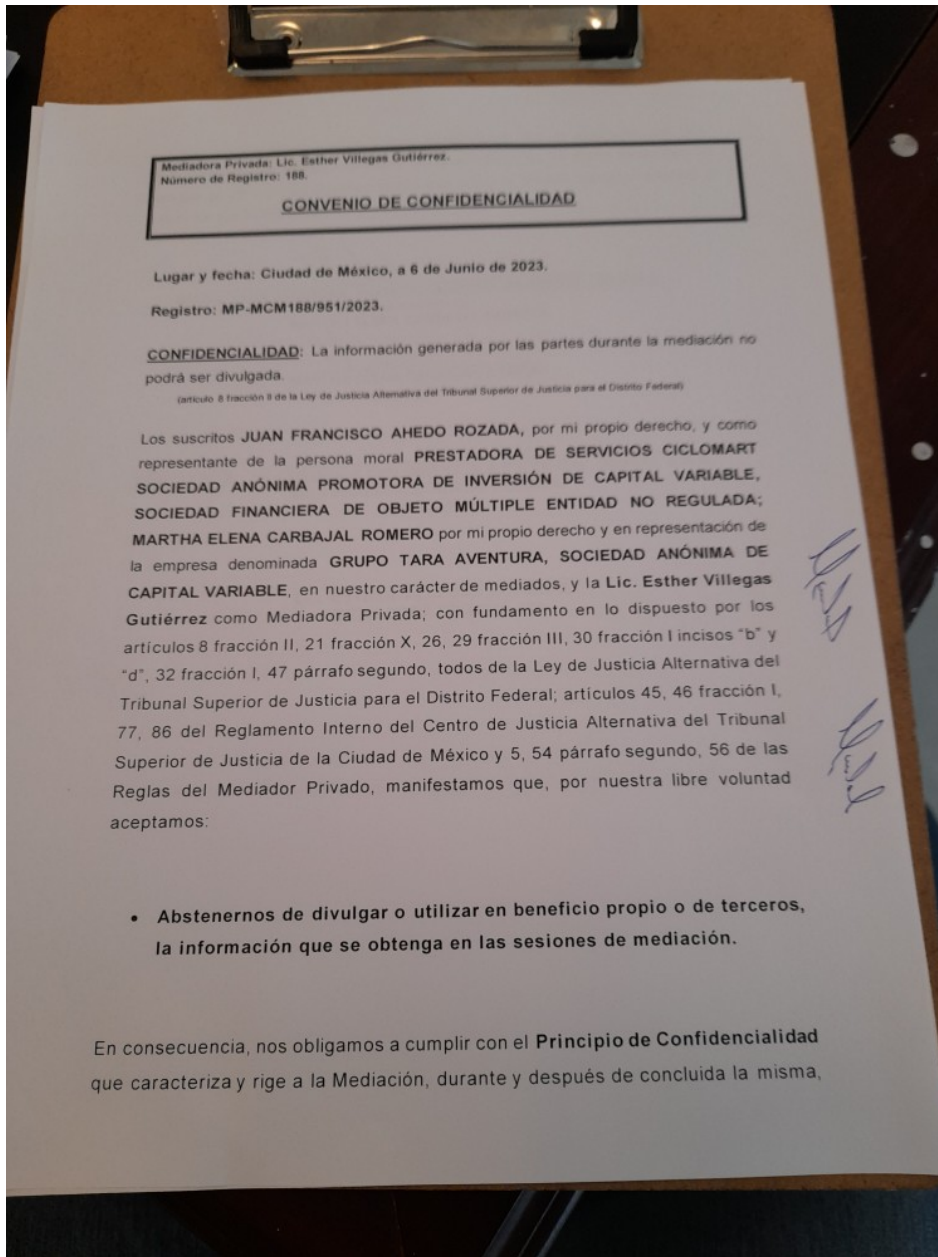 Mediadora Privada: Lic. Esther Villegas Gutiérrez.
Número de Registro: 188.
CONVENIO DE CONFIDENCIALIDAD
Lugar y fecha: Ciudad de México, a 6 de Junio de 2023.
Registro: MP-MCM188/951/2023.
CONFIDENCIALIDAD: La información generada por las partes durante la mediación no
podrá ser divulgada.
(artículo 8 fracción II de la Ley de Justicia Alternativa del Tribunal Superior de Justicia para el Distrito Federal)
Los suscritos JUAN FRANCISCO AHEDO ROZADA, por mi propio derecho, y como
representante de la persona moral PRESTADORA DE SERVICIOS CICLOMART
SOCIEDAD ANÓNIMA PROMOTORA DE INVERSIÓN DE CAPITAL VARIABLE,
SOCIEDAD FINANCIERA DE OBJETO MÚLTIPLE ENTIDAD NO REGULADA;
MARTHA ELENA CARBAJAL ROMERO por mi propio derecho y en representación de
la empresa denominada GRUPO TARA AVENTURA, SOCIEDAD ANÓNIMA DE
CAPITAL VARIABLE, en nuestro carácter de mediados, y la Lic. Esther Villegas
Gutiérrez como Mediadora Privada; con fundamento en lo dispuesto por los
artículos 8 fracción II, 21 fracción X, 26, 29 fracción III, 30 fracción I incisos “b” y
“d”, 32 fracción I, 47 párrafo segundo, todos de la Ley de Justicia Alternativa del
Tribunal Superior de Justicia para el Distrito Federal; artículos 45, 46 fracción I,
77, 86 del Reglamento Interno del Centro de Justicia Alternativa del Tribunal
Superior de Justicia de la Ciudad de México y 5, 54 párrafo segundo, 56 de las
Reglas del Mediador Privado, manifestamos que, por nuestra libre voluntad
aceptamos:
• Abstenernos de divulgar o utilizar en beneficio propio o de terceros,
la información que se obtenga en las sesiones de mediación.
En consecuencia, nos obligamos a cumplir con el Principio de Confidencialidad
que caracteriza y rige a la Mediación, durante y después de concluida la misma,